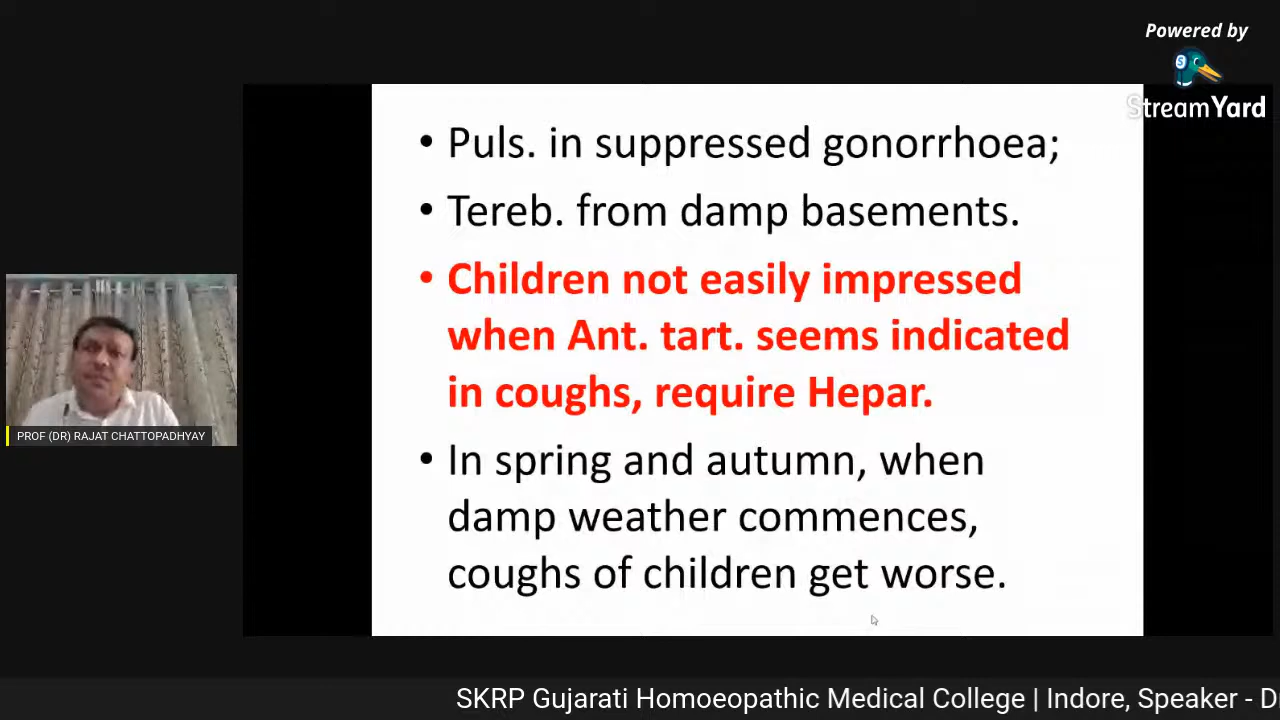 Powered by
StreamYard
• Puls. in suppressed gonorrhoea;
• Tereb. from damp basements.
• Children not easily impressed
when Ant. tart. seems indicated
in coughs, require Hepar.
• In spring and autumn, when
damp weather commences,
coughs of children get worse.
PROF (DR) RAJAT CHATTOPADHYAY
SKRP Gujarati Homoeopathic Medical College | Indore, Speaker - D